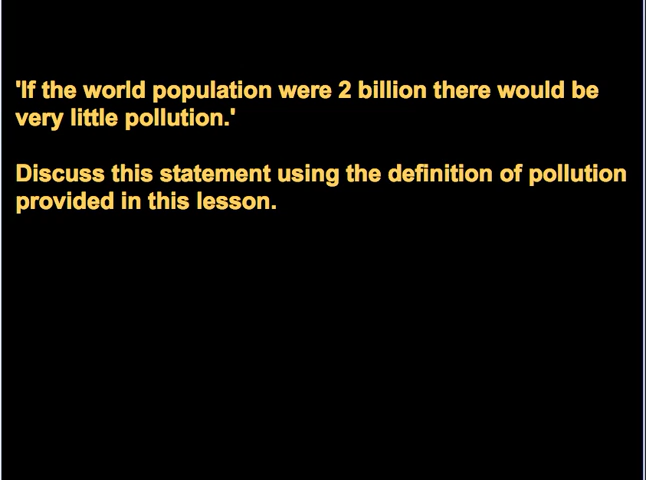 'If the world population were 2 billion there would be
very little pollution.'
Discuss this statement using the definition of pollution
provided in this lesson.